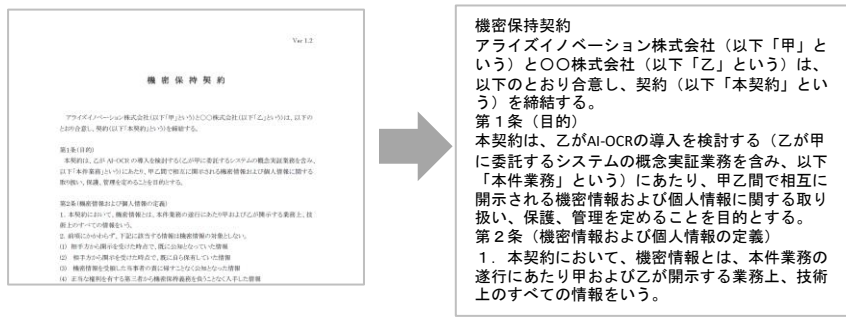 Ver 1.2
機 密 保 持 契 約
アライズイノベーション株式会社(以下「甲」という)と〇〇株式会社(以下「乙」という)は、以下の
とおり合意し、契約(以下「本契約」という)を締結する。
第1条(目的)
本契約は、乙が AI-OCR の導入を検討する(乙が甲に委託するシステムの概念実証業務を含み、
以下「本件業務」という)にあたり、甲乙間で相互に開示される機密情報および個人情報に関する
取り扱い、保護、管理を定めることを目的とする。
第2条(機密情報および個人情報の定義)
1. 本契約において、機密情報とは、本件業務の遂行にあたり甲および乙が開示する業務上、技
術上のすべての情報をいう。
2. 前項にかかわらず、下記に該当する情報は機密情報の対象としない。
(1) 相手方から開示を受けた時点で、既に公知となっていた情報
(2) 相手方から開示を受けた時点で、既に自ら保有していた情報
(3) 機密情報を受領した当事者の責に帰すことなく公知となった情報
(4) 正当な権利を有する第三者から機密保持義務を負うことなく入手した情報
機密保持契約
アライズイノベーション株式会社(以下「甲」と
いう)と〇〇株式会社(以下「乙」という)は、
以下のとおり合意し、契約(以下「本契約」とい
う)を締結する。
第1条(目的)
本契約は、乙がAI-OCRの導入を検討する(乙が甲
に委託するシステムの概念実証業務を含み、以下
「本件業務」という)にあたり、甲乙間で相互に
開示される機密情報および個人情報に関する取り
扱い、保護、管理を定めることを目的とする。
第2条(機密情報および個人情報の定義)
1. 本契約において、機密情報とは、本件業務の
遂行にあたり甲および乙が開示する業務上、技術
上のすべての情報をいう。